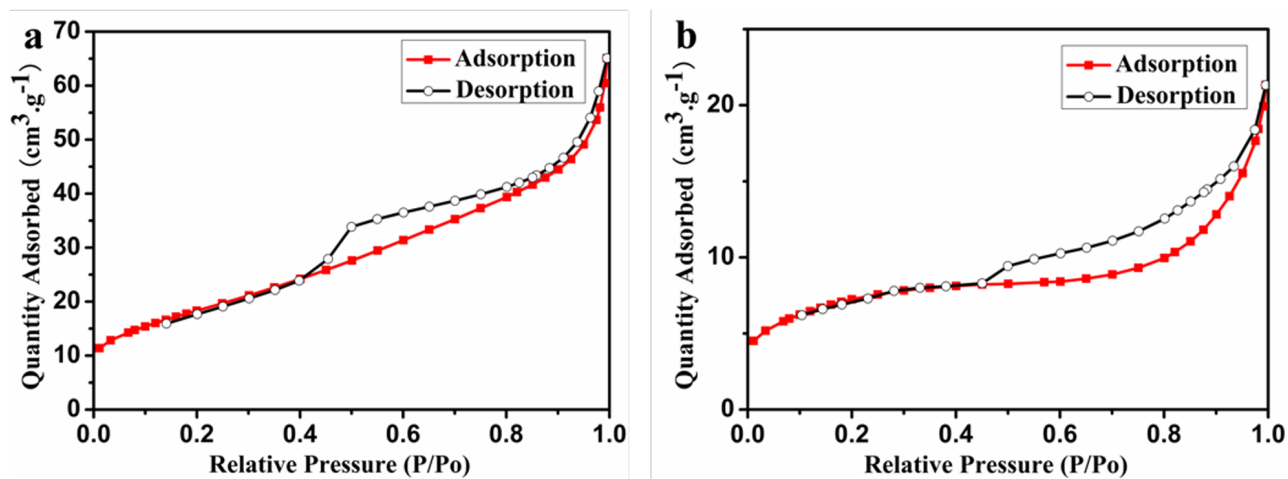 a
70
60
50
40
30
20
10
0
Quantity Adsorbed (cm³.g⁻¹)
Adsorption
Desorption
0.0 0.2 0.4 0.6 0.8 1.0
Relative Pressure (P/Po)
b
20
10
0
Quantity Adsorbed (cm³.g⁻¹)
Adsorption
Desorption
0.0 0.2 0.4 0.6 0.8 1.0
Relative Pressure (P/Po)